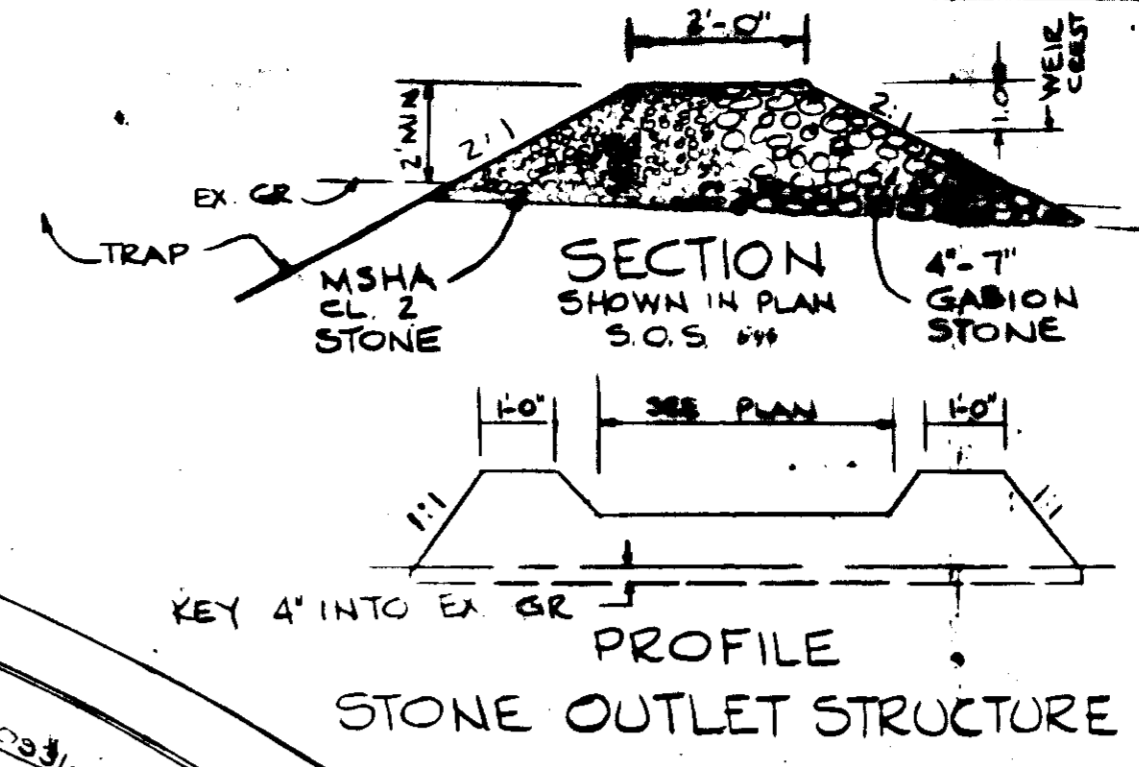 2'-0"
WEIR
CREST
1.0
2' MIN
2:1
2:1
EX. GR
TRAP
MSHA
CL. 2
STONE
SECTION
SHOWN IN PLAN
S.O.S.
4"-7"
GABION
STONE
1'-0"
SEE PLAN
1'-0"
1:1
1:1
KEY 4" INTO EX. GR
PROFILE
STONE OUTLET STRUCTURE